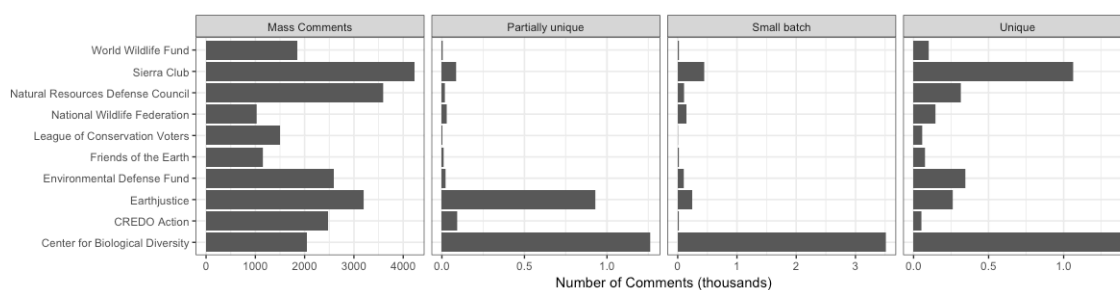 Mass Comments Partially unique Small batch Unique
World Wildlife Fund
Sierra Club
Natural Resources Defense Council
National Wildlife Federation
League of Conservation Voters
Friends of the Earth
Environmental Defense Fund
Earthjustice
CREDO Action
Center for Biological Diversity
0 1000 2000 3000 4000 0.0 0.5 1.0 0 1 2 3 0.0 0.5 1.0
Number of Comments (thousands)